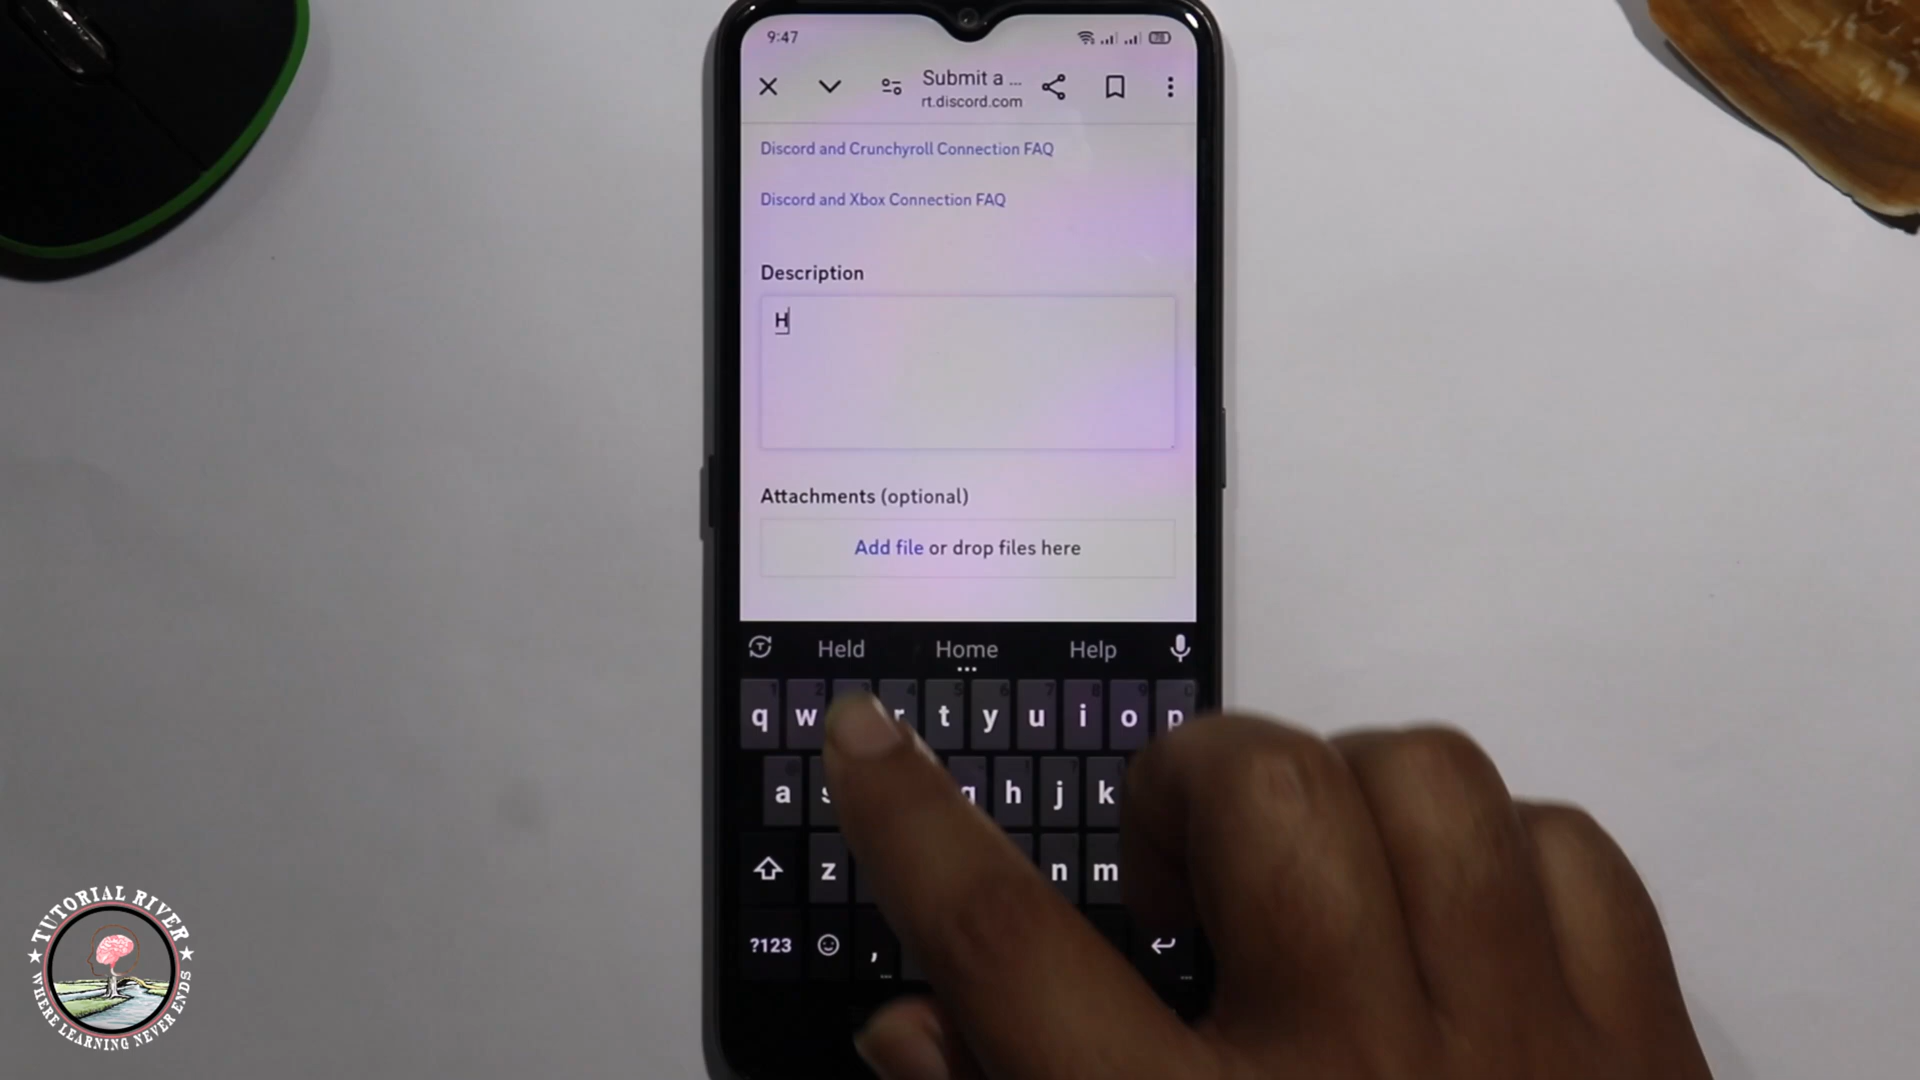 9:47
Submit a ...
rt.discord.com
Discord and Crunchyroll Connection FAQ
Discord and Xbox Connection FAQ
Description
H
Attachments (optional)
Add file or drop files here
Held Home Help
q w r t y u i o p
a s g h j k
z n m
?123 ,
TUTORIAL RIVER
WHERE LEARNING NEVER ENDS